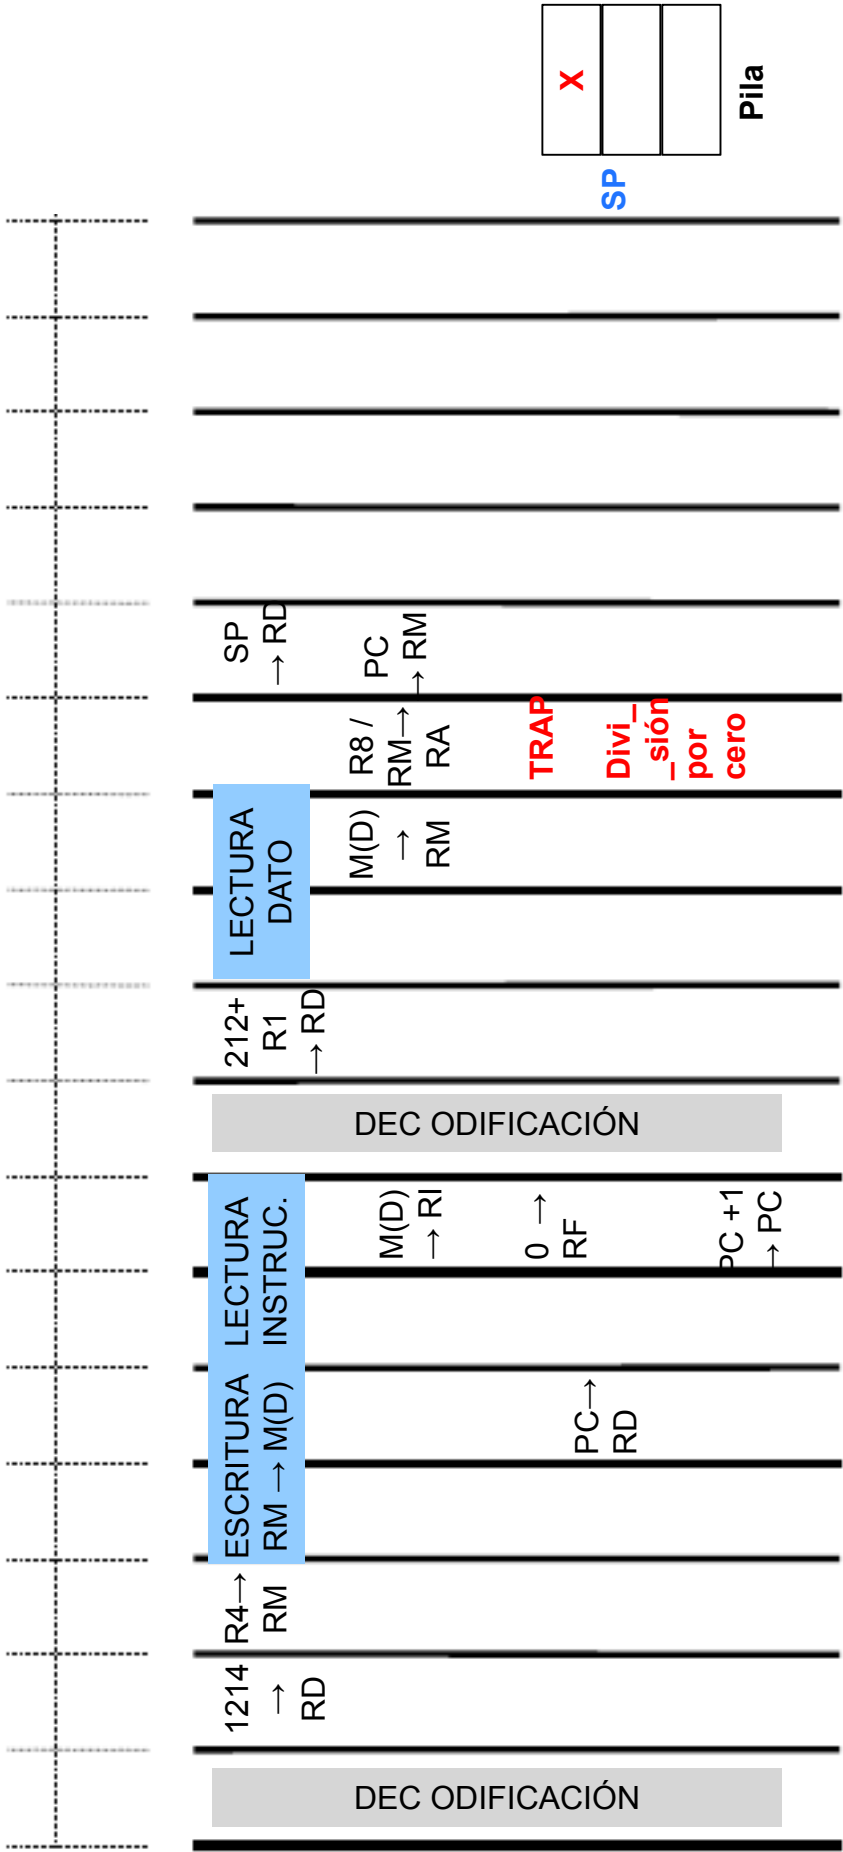 DEC ODIFICACIÓN
1214
→
RD
R4→
RM
ESCRITURA
RM → M(D)
PC→
RD
LECTURA
INSTRUC.
M(D)
→ RI
0 →
RF
PC +1
→ PC
DEC ODIFICACIÓN
212+
R1
→ RD
LECTURA
DATO
M(D)
→
RM
R8 /
RM→
RA
TRAP
Divi_
_sión
por
cero
SP
→ RD
PC
→ RM
SP
X
Pila